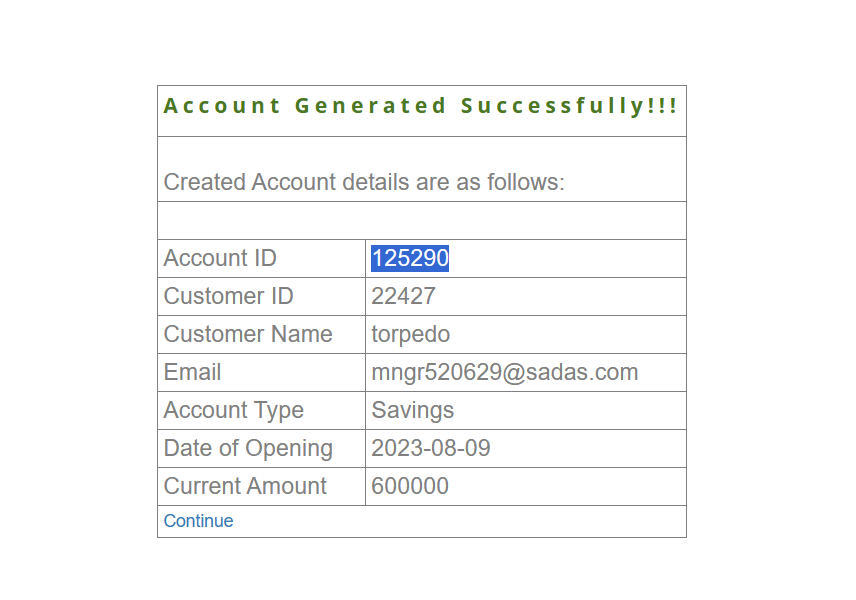 Account Generated Successfully!!!
Created Account details are as follows:
Account ID 125290
Customer ID 22427
Customer Name torpedo
Email mngr520629@sadas.com
Account Type Savings
Date of Opening 2023-08-09
Current Amount 600000
Continue